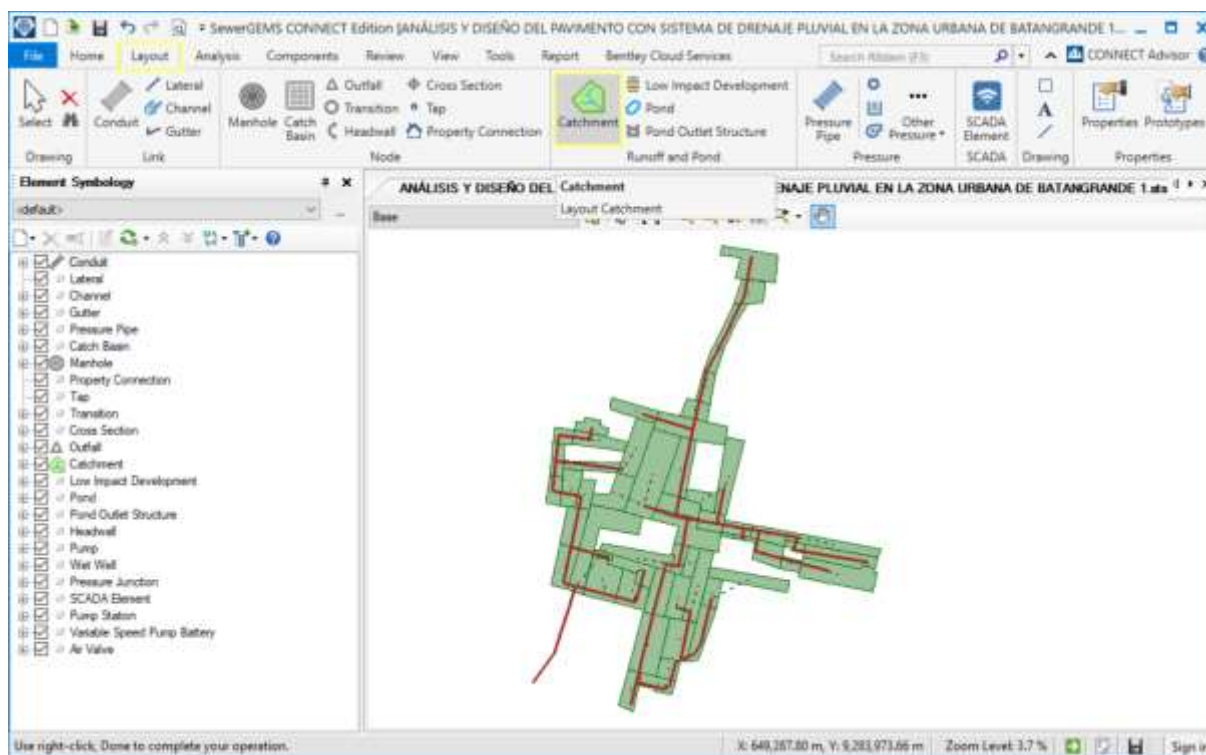 SewerGEMS CONNECT Edition [ANÁLISIS Y DISEÑO DEL PAVIMENTO CON SISTEMA DE DRENAJE PLUVIAL EN LA ZONA URBANA DE BATANGRANDE 1...
File Home Layout Analysis Components Review View Tools Report Bentley Cloud Services Search Ribbon (F3) CONNECT Advisor
Lateral Outfall Cross Section Low Impact Development
Channel Transition Tap Pond
Select Conduit Gutter Manhole Catch Basin Headwall Property Connection Catchment Pond Outlet Structure Pressure Pipe Other Pressure SCADA Element A Properties Prototypes
Drawing Link Node Runoff and Pond Pressure SCADA Drawing Properties
Element Symbology
<default>
Conduit
Lateral
Channel
Gutter
Pressure Pipe
Catch Basin
Manhole
Property Connection
Tap
Transition
Cross Section
Outfall
Catchment
Low Impact Development
Pond
Pond Outlet Structure
Headwall
Pump
Wet Well
Pressure Junction
SCADA Element
Pump Station
Variable Speed Pump Battery
Air Valve
ANÁLISIS Y DISEÑO DEL
Catchment
Layout Catchment
ENAJE PLUVIAL EN LA ZONA URBANA DE BATANGRANDE 1.sts
Base
Use right-click, Done to complete your operation.
X: 649,287.80 m, Y: 9,283,973.66 m Zoom Level: 3.7 % Sign in